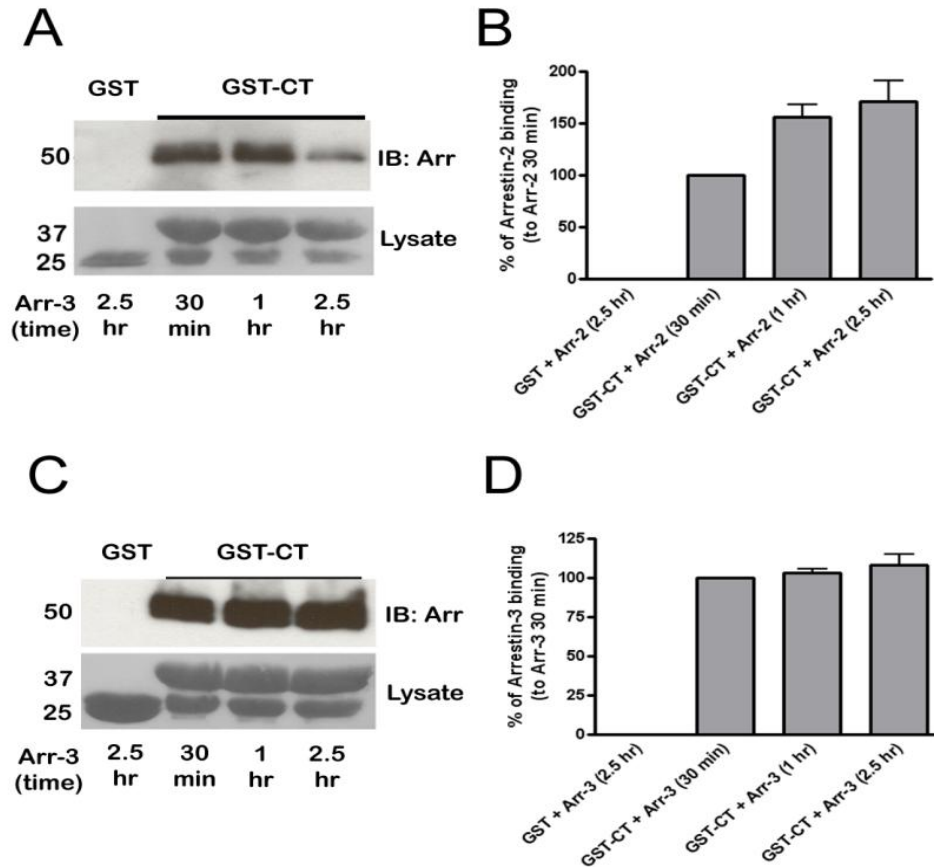 A
GST GST-CT
50 IB: Arr
37 Lysate
25
Arr-3 2.5 30 1 2.5
(time) hr min hr hr
B
% of Arrestin-2 binding
(to Arr-2 30 min)
200
150
100
50
0
GST + Arr-2 (2.5 hr)
GST-CT + Arr-2 (30 min)
GST-CT + Arr-2 (1 hr)
GST-CT + Arr-2 (2.5 hr)
C
GST GST-CT
50 IB: Arr
37 Lysate
25
Arr-3 2.5 30 1 2.5
(time) hr min hr hr
D
% of Arrestin-3 binding
(to Arr-3 30 min)
125
100
75
50
25
0
GST + Arr-3 (2.5 hr)
GST-CT + Arr-3 (30 min)
GST-CT + Arr-3 (1 hr)
GST-CT + Arr-3 (2.5 hr)